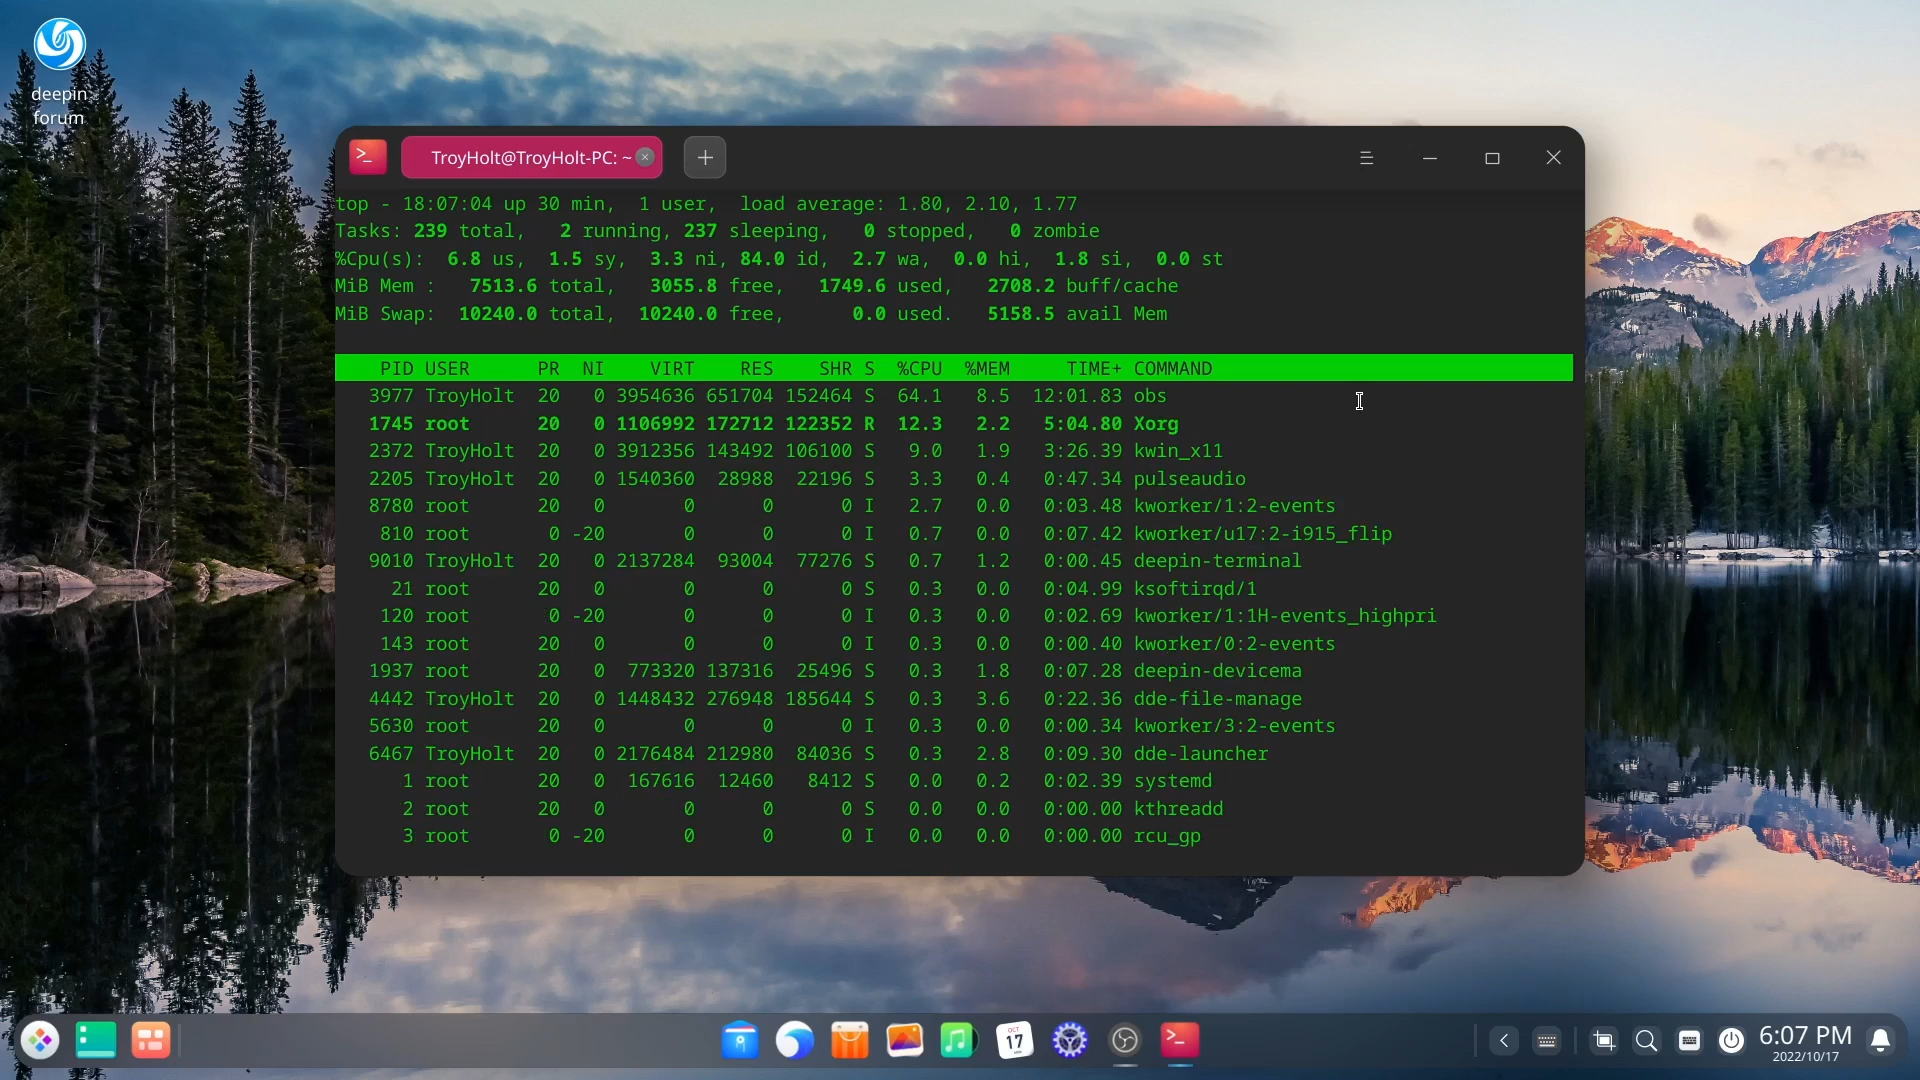 deepin
forum
TroyHolt@TroyHolt-PC: ~
top - 18:07:04 up 30 min,  1 user,  load average: 1.80, 2.10, 1.77
Tasks: 239 total,   2 running, 237 sleeping,   0 stopped,   0 zombie
%Cpu(s):  6.8 us,  1.5 sy,  3.3 ni, 84.0 id,  2.7 wa,  0.0 hi,  1.8 si,  0.0 st
MiB Mem :   7513.6 total,   3055.8 free,   1749.6 used,   2708.2 buff/cache
MiB Swap:  10240.0 total,  10240.0 free,      0.0 used.   5158.5 avail Mem
PID USER      PR  NI    VIRT    RES    SHR S  %CPU  %MEM     TIME+ COMMAND
3977 TroyHolt  20   0 3954636 651704 152464 S  64.1   8.5  12:01.83 obs
1745 root      20   0 1106992 172712 122352 R  12.3   2.2   5:04.80 Xorg
2372 TroyHolt  20   0 3912356 143492 106100 S   9.0   1.9   3:26.39 kwin_x11
2205 TroyHolt  20   0 1540360  28988  22196 S   3.3   0.4   0:47.34 pulseaudio
8780 root      20   0       0      0      0 I   2.7   0.0   0:03.48 kworker/1:2-events
810 root       0 -20       0      0      0 I   0.7   0.0   0:07.42 kworker/u17:2-i915_flip
9010 TroyHolt  20   0 2137284  93004  77276 S   0.7   1.2   0:00.45 deepin-terminal
21 root      20   0       0      0      0 S   0.3   0.0   0:04.99 ksoftirqd/1
120 root       0 -20       0      0      0 I   0.3   0.0   0:02.69 kworker/1:1H-events_highpri
143 root      20   0       0      0      0 I   0.3   0.0   0:00.40 kworker/0:2-events
1937 root      20   0  773320 137316  25496 S   0.3   1.8   0:07.28 deepin-devicema
4442 TroyHolt  20   0 1448432 276948 185644 S   0.3   3.6   0:22.36 dde-file-manage
5630 root      20   0       0      0      0 I   0.3   0.0   0:00.34 kworker/3:2-events
6467 TroyHolt  20   0 2176484 212980  84036 S   0.3   2.8   0:09.30 dde-launcher
1 root      20   0  167616  12460   8412 S   0.0   0.2   0:02.39 systemd
2 root      20   0       0      0      0 S   0.0   0.0   0:00.00 kthreadd
3 root       0 -20       0      0      0 I   0.0   0.0   0:00.00 rcu_gp
OCT
17
6:07 PM
2022/10/17